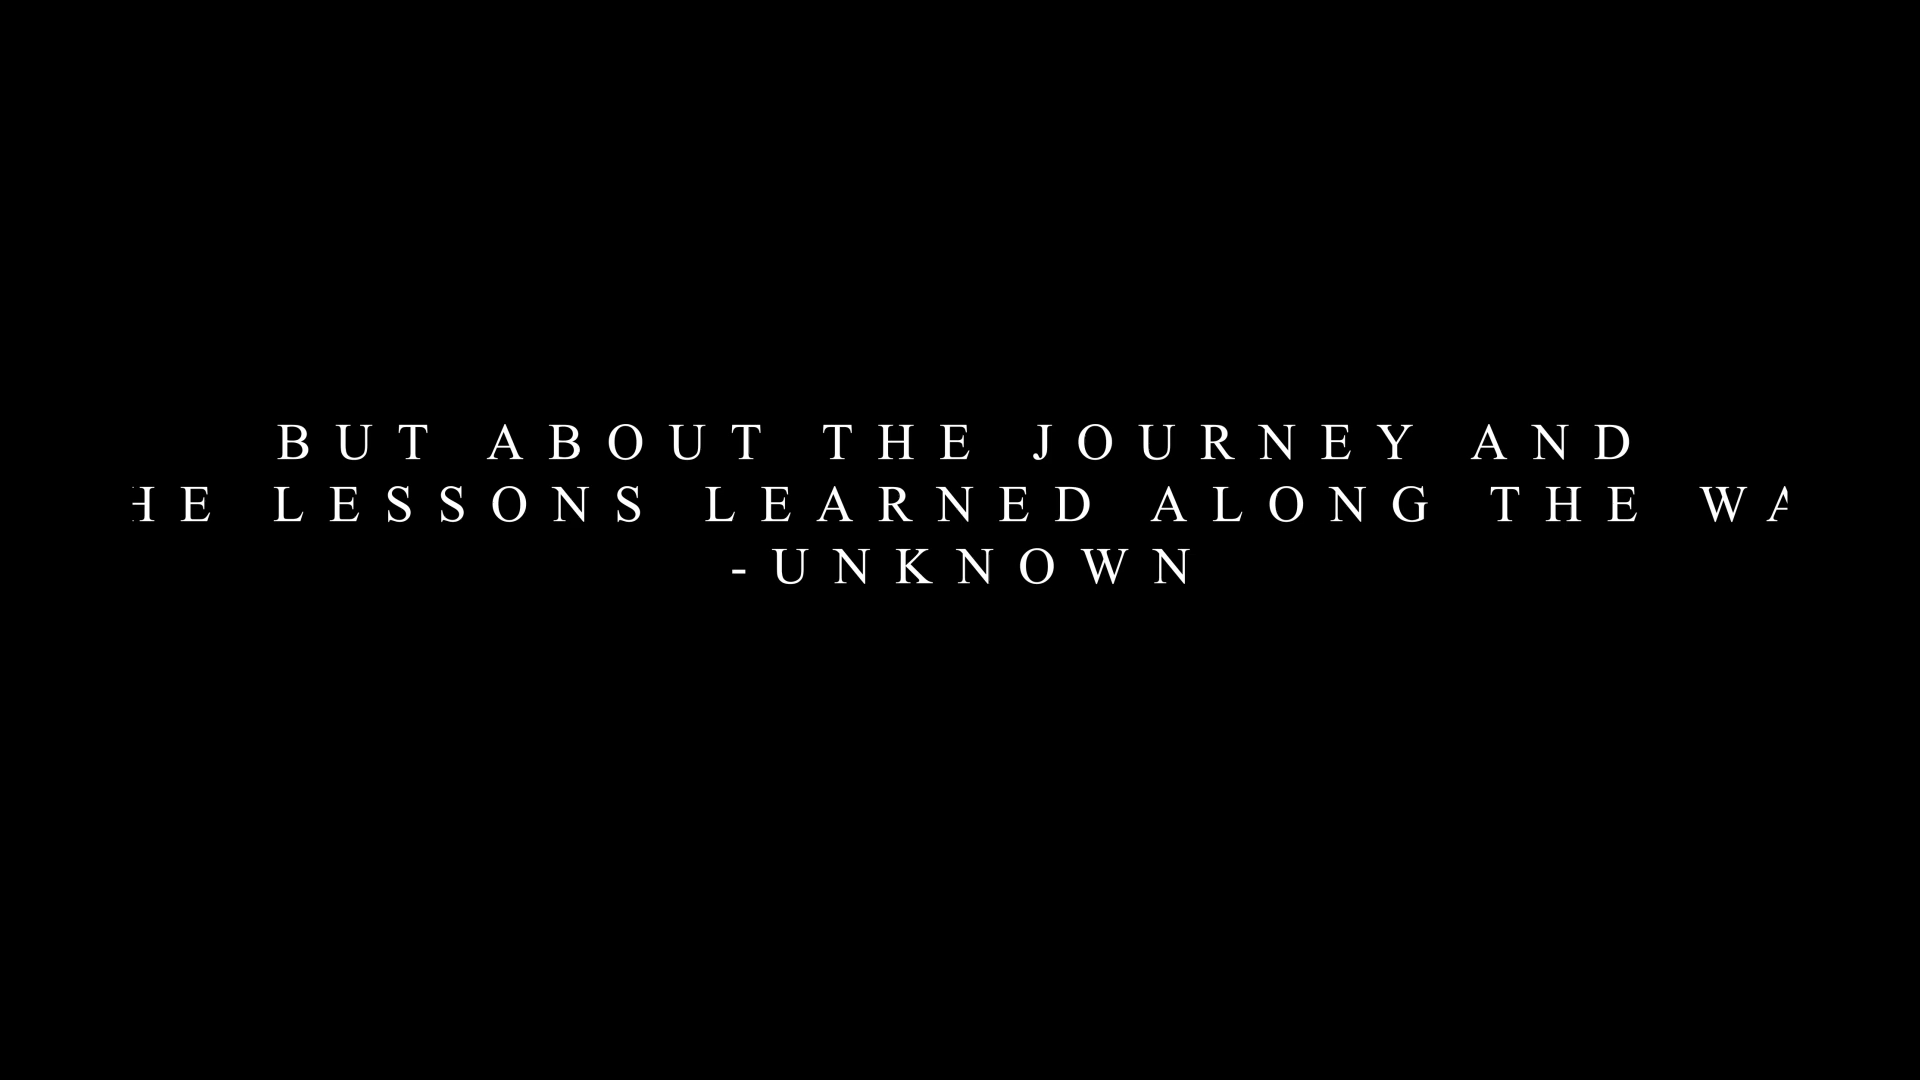 BUT ABOUT THE JOURNEY AND
HE LESSONS LEARNED ALONG THE WA
-UNKNOWN